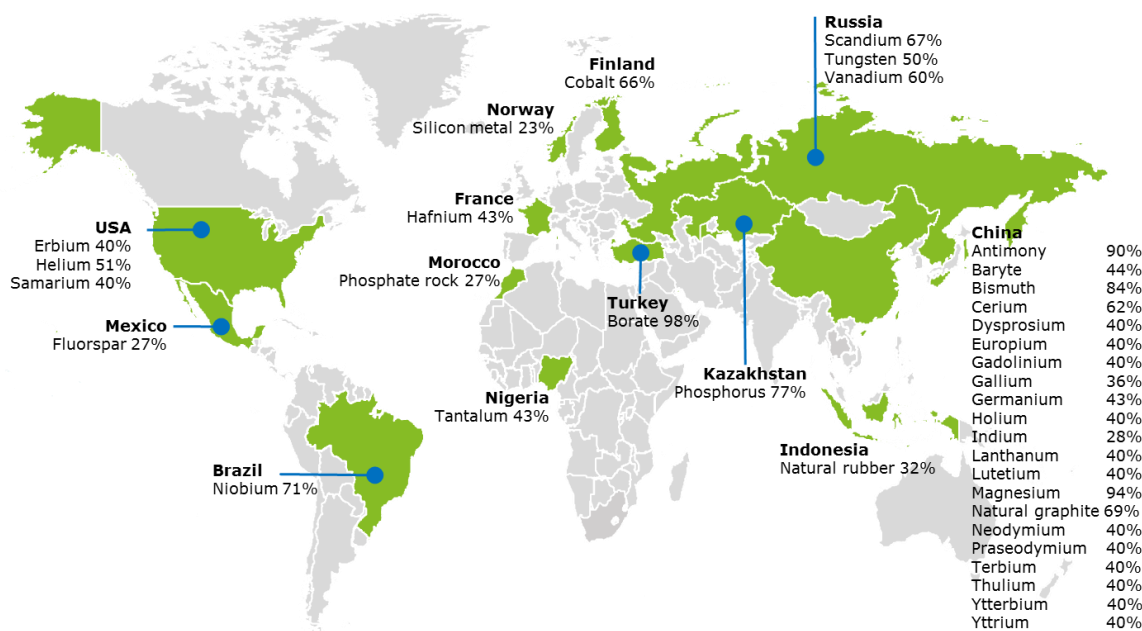 Russia
Scandium 67%
Tungsten 50%
Vanadium 60%
Finland
Cobalt 66%
Norway
Silicon metal 23%
France
Hafnium 43%
USA
Erbium 40%
Helium 51%
Samarium 40%
Morocco
Phosphate rock 27%
Turkey
Borate 98%
Mexico
Fluorspar 27%
Kazakhstan
Phosphorus 77%
Nigeria
Tantalum 43%
Brazil
Niobium 71%
Indonesia
Natural rubber 32%
China
Antimony 90%
Baryte 44%
Bismuth 84%
Cerium 62%
Dysprosium 40%
Europium 40%
Gadolinium 40%
Gallium 36%
Germanium 43%
Holium 40%
Indium 28%
Lanthanum 40%
Lutetium 40%
Magnesium 94%
Natural graphite 69%
Neodymium 40%
Praseodymium 40%
Terbium 40%
Thulium 40%
Ytterbium 40%
Yttrium 40%